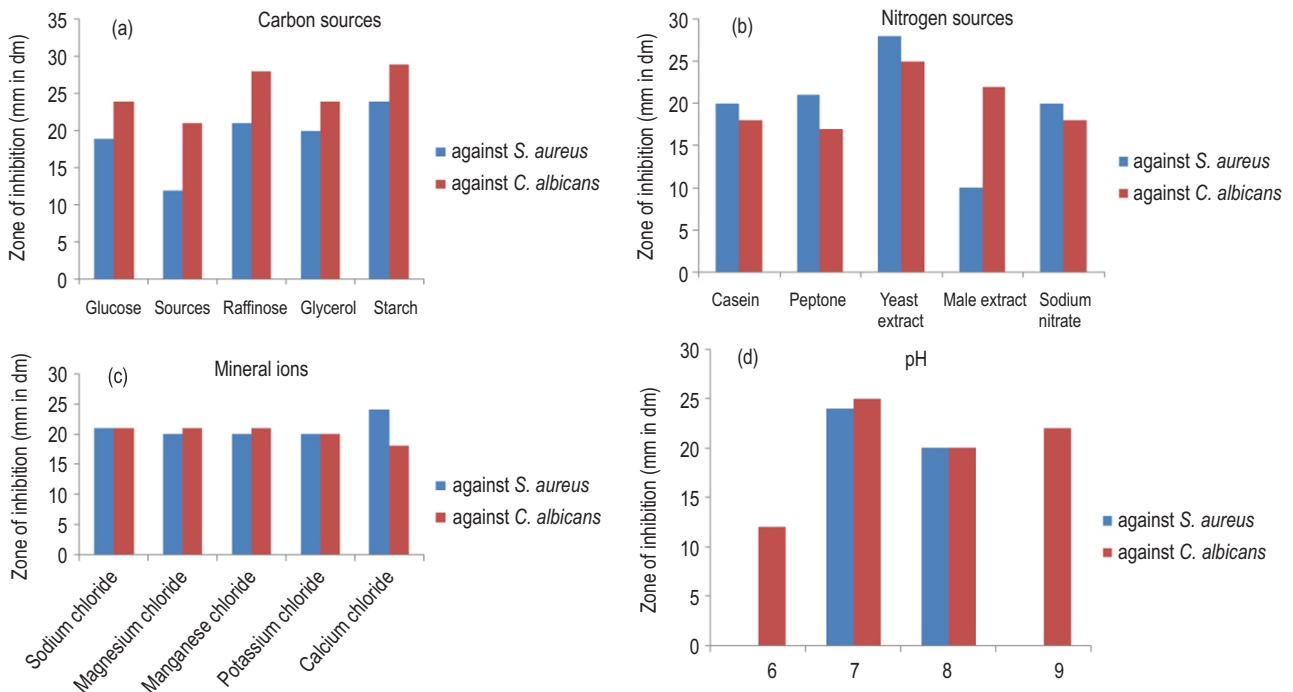 (a)
Carbon sources
Zone of inhibition (mm in dm)
35
30
25
20
15
10
5
0
Glucose Sources Raffinose Glycerol Starch
against S. aureus
against C. albicans
(b)
Nitrogen sources
Zone of inhibition (mm in dm)
30
25
20
15
10
5
0
Casein Peptone Yeast extract Male extract Sodium nitrate
against S. aureus
against C. albicans
(c)
Mineral ions
Zone of inhibition (mm in dm)
30
25
20
15
10
5
0
Sodium chloride
Magnesium chloride
Manganese chloride
Potassium chloride
Calcium chloride
against S. aureus
against C. albicans
(d)
pH
Zone of inhibition (mm in dm)
30
25
20
15
10
5
0
6 7 8 9
against S. aureus
against C. albicans